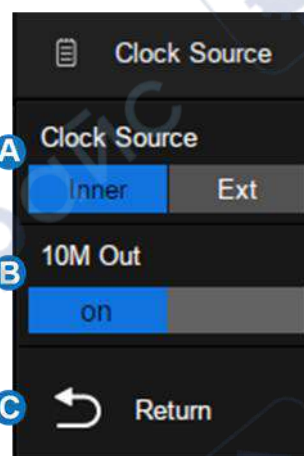 Clock Source
A
Clock Source
Inner Ext
B
10M Out
on
C
Return